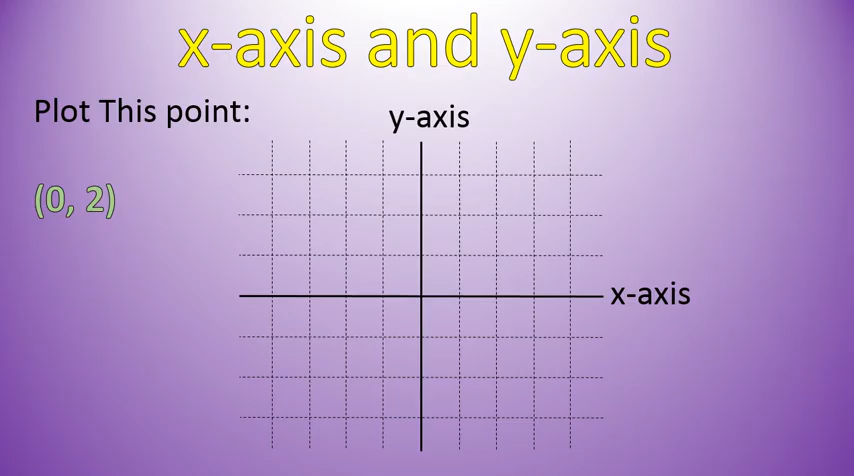 x-axis and y-axis
Plot This point:
y-axis
(0, 2)
x-axis